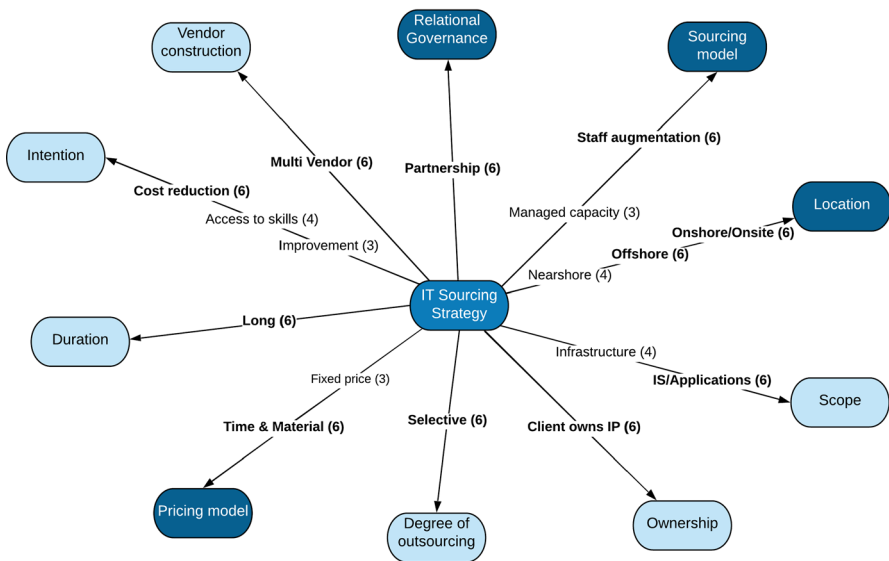 Vendor
construction
Relational
Governance
Sourcing
model
Intention
Multi Vendor (6)
Partnership (6)
Staff augmentation (6)
Cost reduction (6)
Access to skills (4)
Improvement (3)
Managed capacity (3)
Location
Onshore/Onsite (6)
Offshore (6)
Nearshore (4)
IT Sourcing
Strategy
Duration
Long (6)
Infrastructure (4)
IS/Applications (6)
Scope
Fixed price (3)
Time & Material (6)
Selective (6)
Client owns IP (6)
Pricing model
Degree of
outsourcing
Ownership